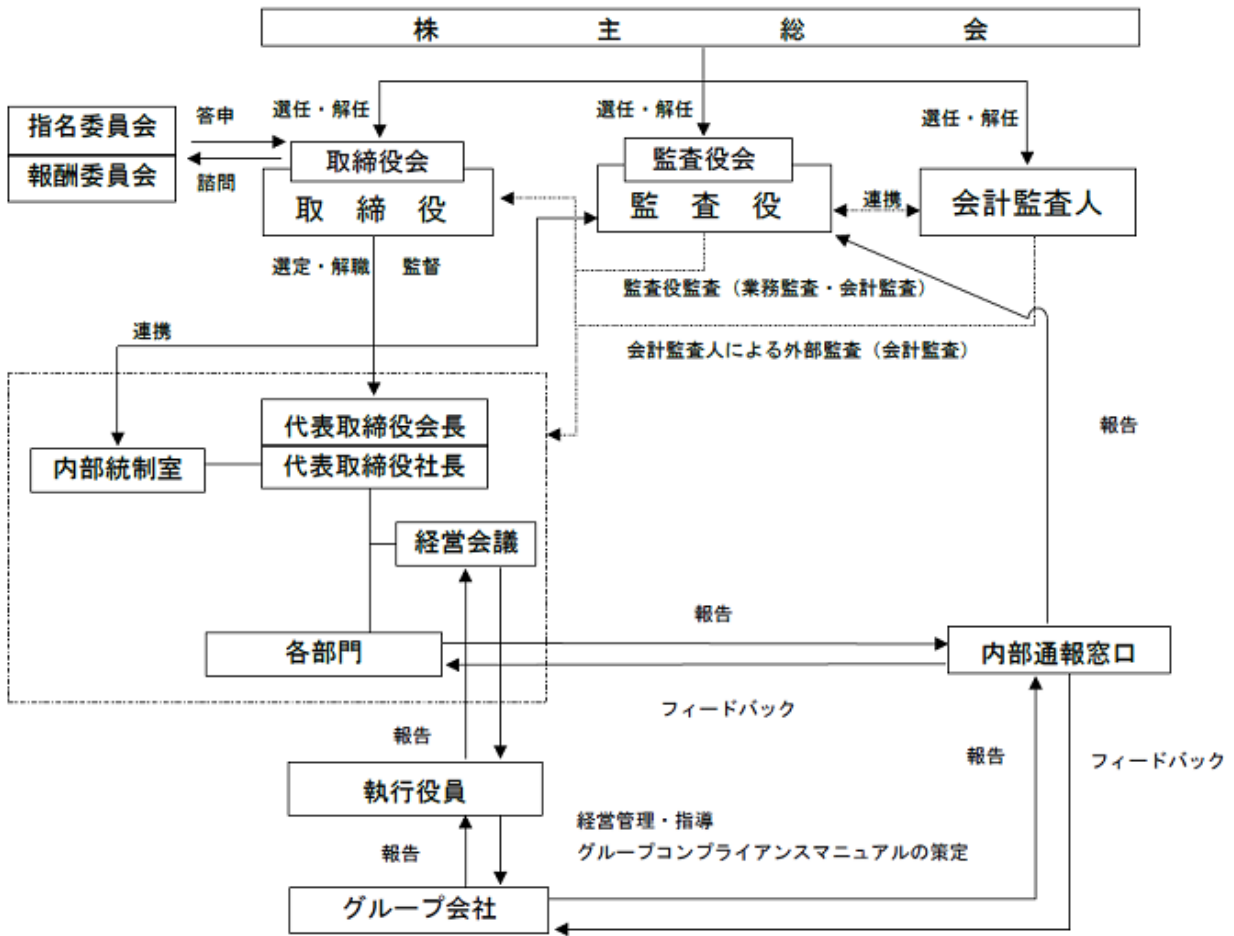 株主総会
選任・解任
選任・解任
選任・解任
指名委員会
報酬委員会
答申
諮問
取締役会
取締役
監査役会
監査役
連携
会計監査人
選定・解職
監督
監査役監査（業務監査・会計監査）
連携
会計監査人による外部監査（会計監査）
代表取締役会長
代表取締役社長
内部統制室
報告
経営会議
報告
各部門
内部通報窓口
フィードバック
報告
報告
フィードバック
執行役員
経営管理・指導
グループコンプライアンスマニュアルの策定
報告
グループ会社